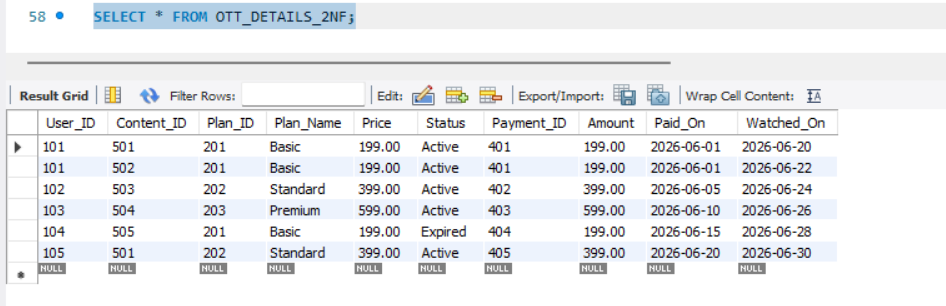 58 SELECT * FROM OTT_DETAILS_2NF;
Result Grid Filter Rows: Edit: Export/Import: Wrap Cell Content: IA
User_ID Content_ID Plan_ID Plan_Name Price Status Payment_ID Amount Paid_On Watched_On
101 501 201 Basic 199.00 Active 401 199.00 2026-06-01 2026-06-20
101 502 201 Basic 199.00 Active 401 199.00 2026-06-01 2026-06-22
102 503 202 Standard 399.00 Active 402 399.00 2026-06-05 2026-06-24
103 504 203 Premium 599.00 Active 403 599.00 2026-06-10 2026-06-26
104 505 201 Basic 199.00 Expired 404 199.00 2026-06-15 2026-06-28
105 501 202 Standard 399.00 Active 405 399.00 2026-06-20 2026-06-30
* NULL NULL NULL NULL NULL NULL NULL NULL NULL NULL